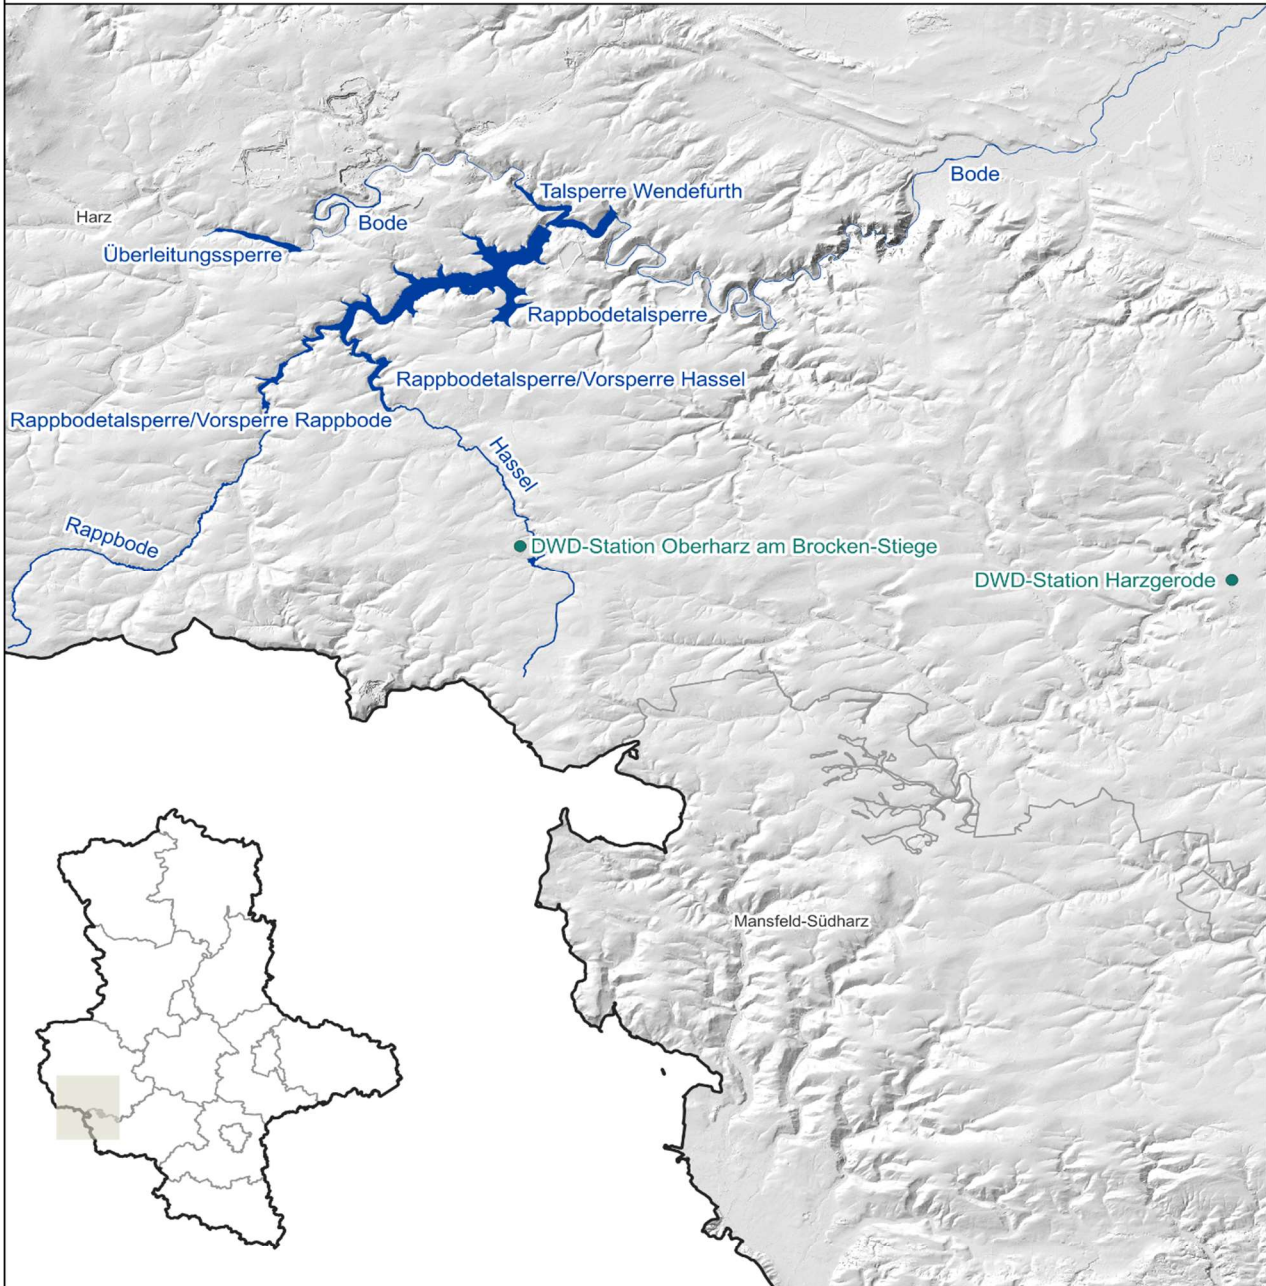 Bode
Talsperre Wendefurth
Harz
Bode
Überleitungssperre
Rappbodetalsperre
Rappbodetalsperre/Vorsperre Hassel
Rappbodetalsperre/Vorsperre Rappbode
Hassel
Rappbode
DWD-Station Oberharz am Brocken-Stiege
DWD-Station Harzgerode
Mansfeld-Südharz